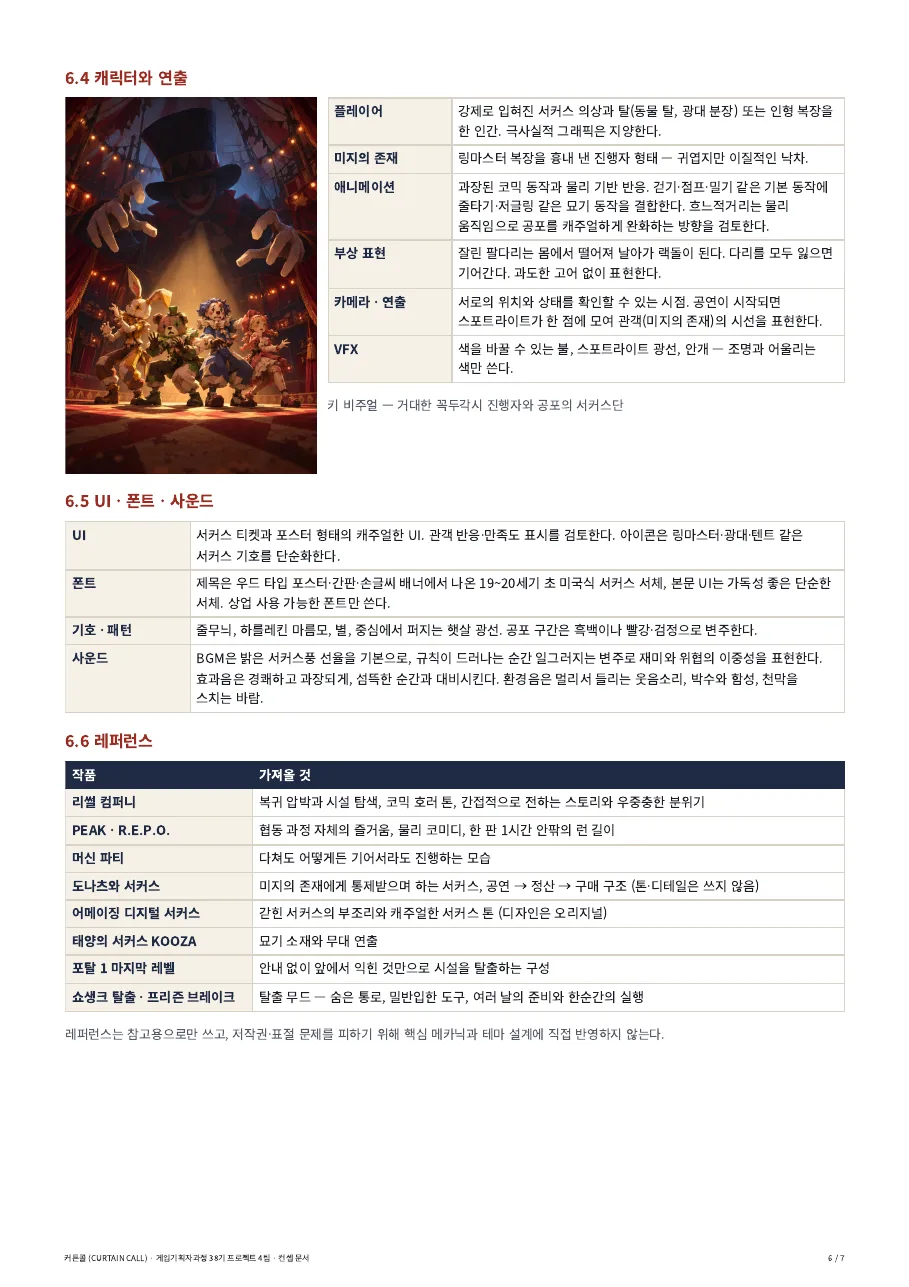 6.4 캐릭터와 연출
플레이어
강제로 입혀진 서커스 의상과 탈(동물 탈, 광대 분장) 또는 인형 복장을
한 인간. 극사실적 그래픽은 지양한다.
미지의 존재
링마스터 복장을 흉내 낸 진행자 형태 — 귀엽지만 이질적인 낙차.
애니메이션
과장된 코믹 동작과 물리 기반 반응. 걷기·점프·밀기 같은 기본 동작에
줄타기·저글링 같은 묘기 동작을 결합한다. 흐느적거리는 물리
움직임으로 공포를 캐주얼하게 완화하는 방향을 검토한다.
부상 표현
잘린 팔다리는 몸에서 떨어져 날아가 랙돌이 된다. 다리를 모두 잃으면
기어간다. 과도한 고어 없이 표현한다.
카메라 · 연출
서로의 위치와 상태를 확인할 수 있는 시점. 공연이 시작되면
스포트라이트가 한 점에 모여 관객(미지의 존재)의 시선을 표현한다.
VFX
색을 바꿀 수 있는 불, 스포트라이트 광선, 안개 — 조명과 어울리는
색만 쓴다.
키 비주얼 — 거대한 꼭두각시 진행자와 공포의 서커스단
6.5 UI · 폰트 · 사운드
UI
서커스 티켓과 포스터 형태의 캐주얼한 UI. 관객 반응·만족도 표시를 검토한다. 아이콘은 링마스터·광대·텐트 같은
서커스 기호를 단순화한다.
폰트
제목은 우드 타입 포스터·간판·손글씨 배너에서 나온 19~20세기 초 미국식 서커스 서체, 본문 UI는 가독성 좋은 단순한
서체. 상업 사용 가능한 폰트만 쓴다.
기호 · 패턴
줄무늬, 하를레킨 마름모, 별, 중심에서 퍼지는 햇살 광선. 공포 구간은 흑백이나 빨강·검정으로 변주한다.
사운드
BGM은 밝은 서커스풍 선율을 기본으로, 규칙이 드러나는 순간 일그러지는 변주로 재미와 위협의 이중성을 표현한다.
효과음은 경쾌하고 과장되게, 섬뜩한 순간과 대비시킨다. 환경음은 멀리서 들리는 웃음소리, 박수와 함성, 천막을
스치는 바람.
6.6 레퍼런스
작품
가져올 것
리썰 컴퍼니
복귀 압박과 시설 탐색, 코믹 호러 톤, 간접적으로 전하는 스토리와 우중충한 분위기
PEAK · R.E.P.O.
협동 과정 자체의 즐거움, 물리 코미디, 한 판 1시간 안팎의 런 길이
머신 파티
다쳐도 어떻게든 기어서라도 진행하는 모습
도나츠와 서커스
미지의 존재에게 통제받으며 하는 서커스, 공연 → 정산 → 구매 구조 (톤·디테일은 쓰지 않음)
어메이징 디지털 서커스
갇힌 서커스의 부조리와 캐주얼한 서커스 톤 (디자인은 오리지널)
태양의 서커스 KOOZA
묘기 소재와 무대 연출
포탈 1 마지막 레벨
안내 없이 앞에서 익힌 것만으로 시설을 탈출하는 구성
쇼생크 탈출 · 프리즌 브레이크
탈출 무드 — 숨은 통로, 밀반입한 도구, 여러 날의 준비와 한순간의 실행
레퍼런스는 참고용으로만 쓰고, 저작권·표절 문제를 피하기 위해 핵심 메카닉과 테마 설계에 직접 반영하지 않는다.
커튼콜 (CURTAIN CALL) · 게임기획자과정 38기 프로젝트 4팀 · 컨셉 문서
6 / 7